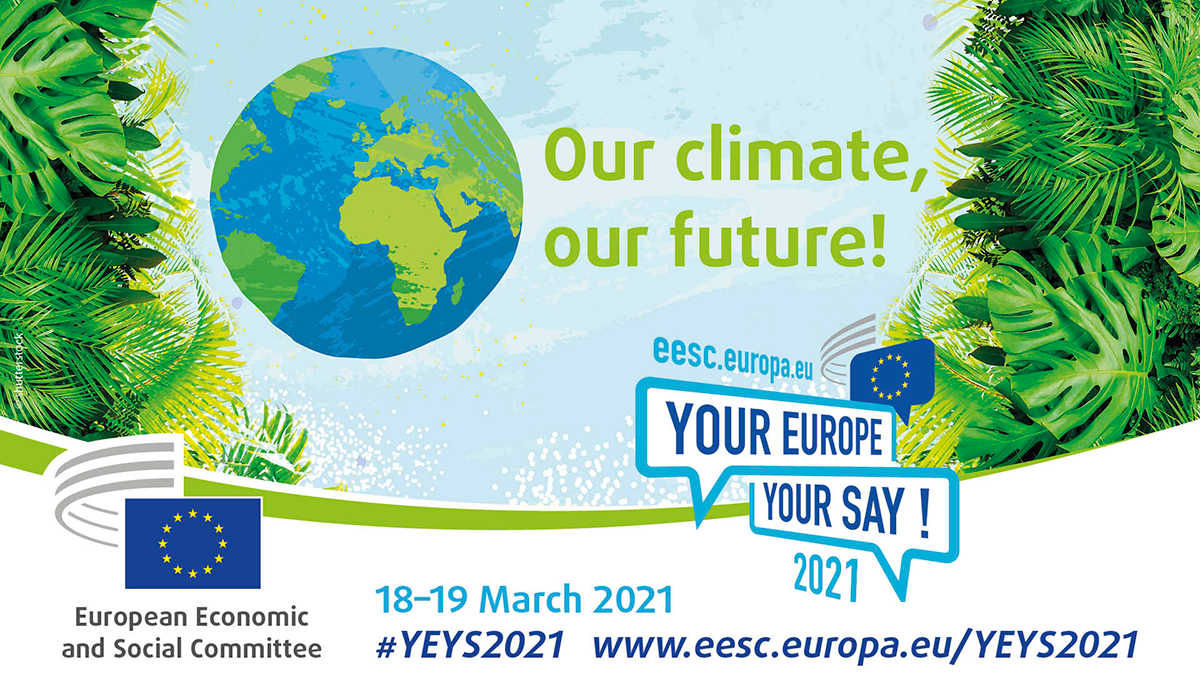 Our climate,
our future!
eesc.europa.eu
YOUR EUROPE
YOUR SAY !
2021
© shutterstock
European Economic
and Social Committee
18-19 March 2021
#YEYS2021 www.eesc.europa.eu/YEYS2021